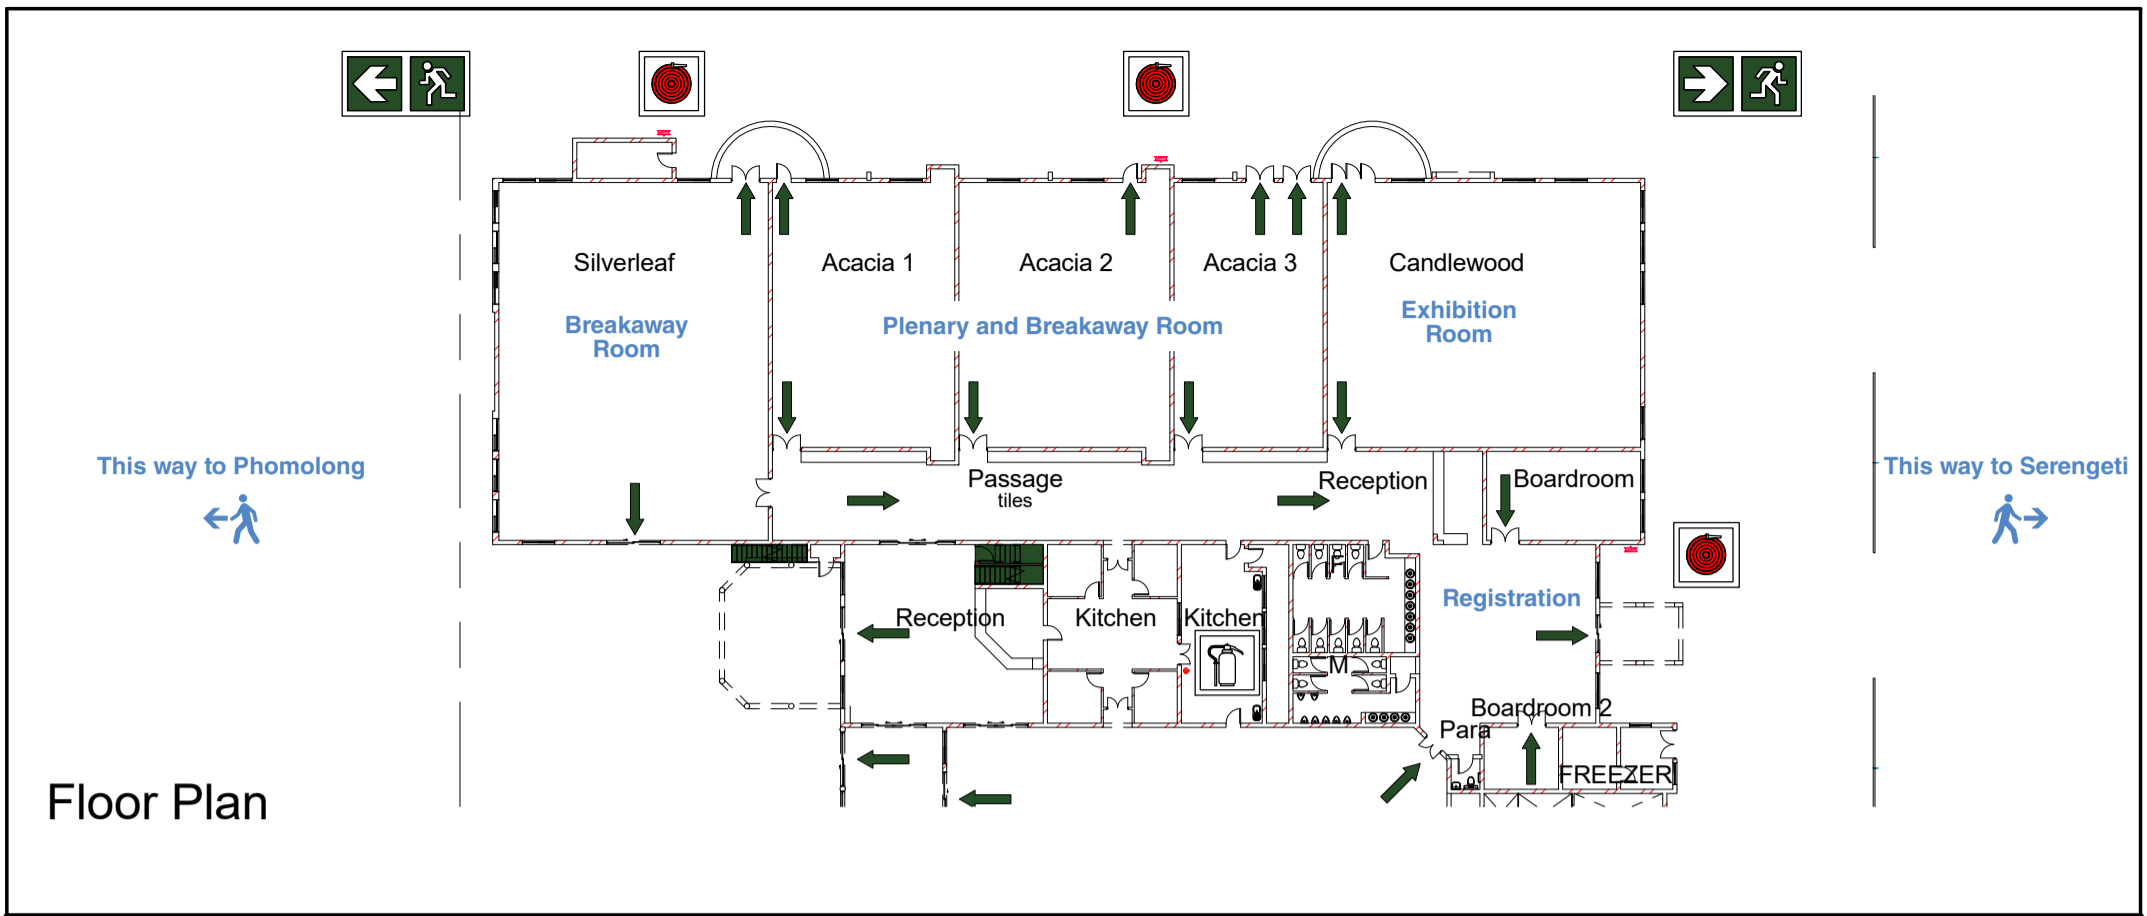 Silverleaf
Acacia 1
Acacia 2
Acacia 3
Candlewood
Breakaway
Room
Plenary and Breakaway Room
Exhibition
Room
This way to Phomolong
This way to Serengeti
Passage
tiles
Reception
Boardroom
F
Registration
Reception
Kitchen
Kitchen
M
Boardroom 2
Para
FREEZER
Floor Plan